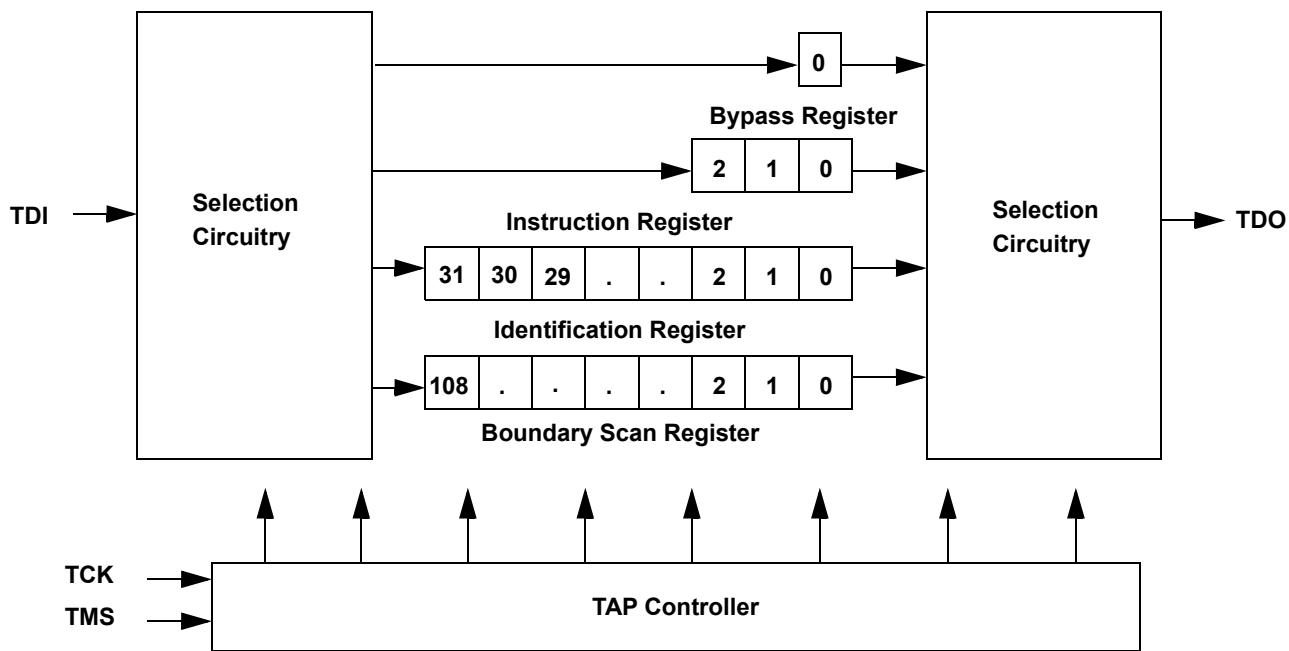 0
Bypass Register
2 1 0
Selection
Circuitry
Selection
Circuitry
TDI
TDO
Instruction Register
31 30 29 . . 2 1 0
Identification Register
108 . . . . 2 1 0
Boundary Scan Register
TCK
TMS
TAP Controller